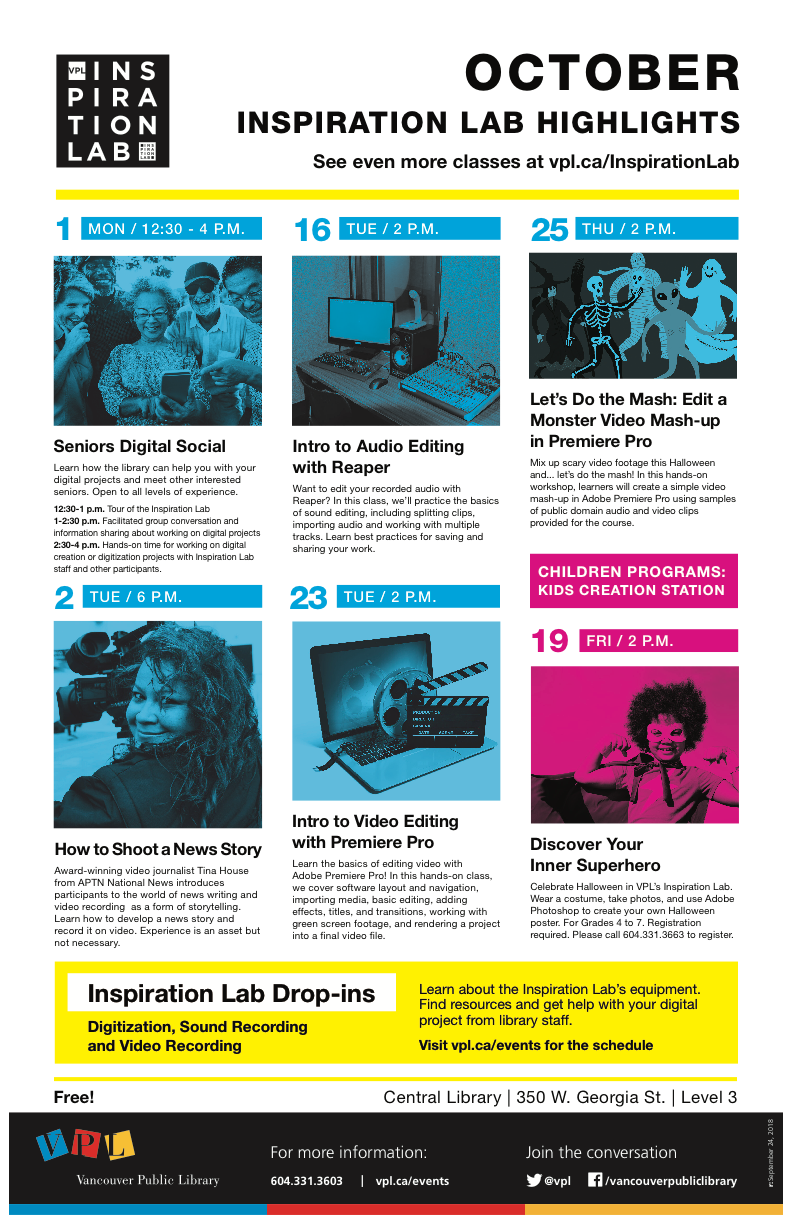 VPL INS
PIRA
TION
LAB
OCTOBER
INSPIRATION LAB HIGHLIGHTS
See even more classes at vpl.ca/InspirationLab
1 MON / 12:30 - 4 P.M.
Seniors Digital Social
Learn how the library can help you with your
digital projects and meet other interested
seniors. Open to all levels of experience.
12:30-1 p.m. Tour of the Inspiration Lab
1-2:30 p.m. Facilitated group conversation and
information sharing about working on digital projects
2:30-4 p.m. Hands-on time for working on digital
creation or digitization projects with Inspiration Lab
staff and other participants.
2 TUE / 6 P.M.
How to Shoot a News Story
Award-winning video journalist Tina House
from APTN National News introduces
participants to the world of news writing and
video recording as a form of storytelling.
Learn how to develop a news story and
record it on video. Experience is an asset but
not necessary.
16 TUE / 2 P.M.
Intro to Audio Editing
with Reaper
Want to edit your recorded audio with
Reaper? In this class, we'll practice the basics
of sound editing, including splitting clips,
importing audio and working with multiple
tracks. Learn best practices for saving and
sharing your work.
23 TUE / 2 P.M.
PRODUCTION
DIRECTOR
CAMERA
DATE SCENE TAKE
Intro to Video Editing
with Premiere Pro
Learn the basics of editing video with
Adobe Premiere Pro! In this hands-on class,
we cover software layout and navigation,
importing media, basic editing, adding
effects, titles, and transitions, working with
green screen footage, and rendering a project
into a final video file.
25 THU / 2 P.M.
Let's Do the Mash: Edit a
Monster Video Mash-up
in Premiere Pro
Mix up scary video footage this Halloween
and... let's do the mash! In this hands-on
workshop, learners will create a simple video
mash-up in Adobe Premiere Pro using samples
of public domain audio and video clips
provided for the course.
CHILDREN PROGRAMS:
KIDS CREATION STATION
19 FRI / 2 P.M.
Discover Your
Inner Superhero
Celebrate Halloween in VPL's Inspiration Lab.
Wear a costume, take photos, and use Adobe
Photoshop to create your own Halloween
poster. For Grades 4 to 7. Registration
required. Please call 604.331.3663 to register.
Inspiration Lab Drop-ins
Digitization, Sound Recording
and Video Recording
Learn about the Inspiration Lab's equipment.
Find resources and get help with your digital
project from library staff.
Visit vpl.ca/events for the schedule
Free!
Central Library | 350 W. Georgia St. | Level 3
VPL
Vancouver Public Library
For more information:
604.331.3603 | vpl.ca/events
Join the conversation
@vpl /vancouverpubliclibrary
September 24, 2018